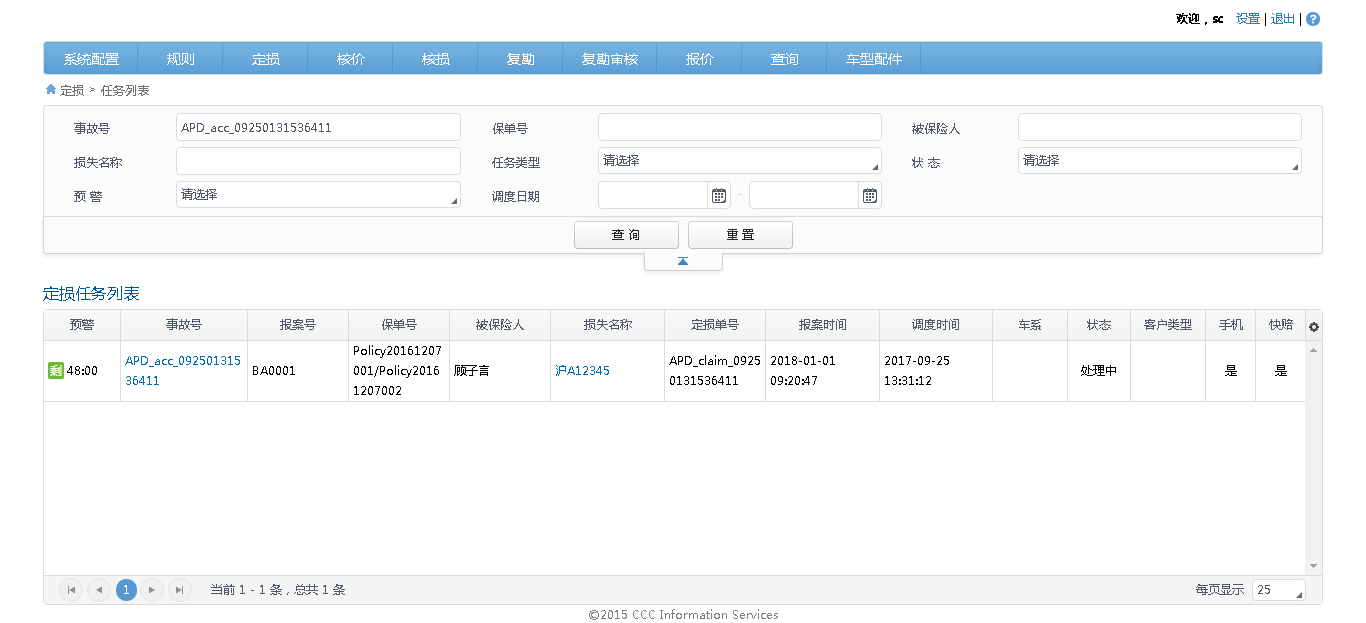 欢迎，sc 设置 | 退出 | ?
系统配置 规则 定损 核价 核损 复勘 复勘审核 报价 查询 车型配件
定损 > 任务列表
事故号 APD_acc_09250131536411 保单号 被保险人
损失名称 任务类型 请选择 状 态 请选择
预 警 请选择 调度日期 -
查 询 重 置
定损任务列表
预警 事故号 报案号 保单号 被保险人 损失名称 定损单号 报案时间 调度时间 车系 状态 客户类型 手机 快赔
剩 48:00 APD_acc_092501315 BA0001 Policy20161207 顾子言 沪A12345 APD_claim_0925 2018-01-01 2017-09-25 处理中 是 是
36411 001/Policy2016 0131536411 09:20:47 13:31:12
1207002
1 当前 1 - 1 条，总共 1 条 每页显示 25
©2015 CCC Information Services